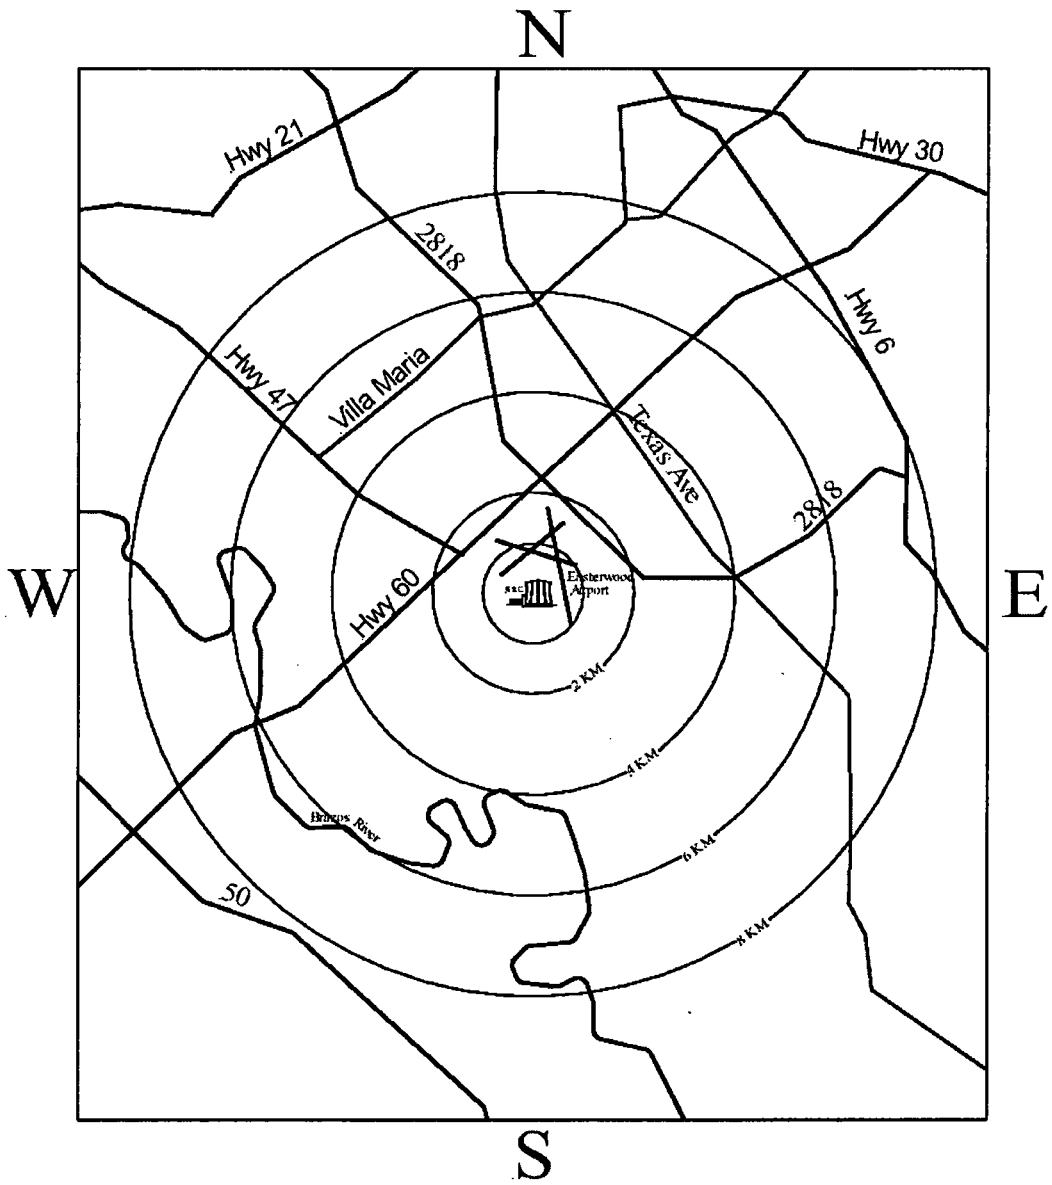 N
Hwy 21
Hwy 30
2818
Hwy 6
Hwy 47
Villa Maria
Texas Ave
2818
W
E
Easterwood
Airport
Hwy 60
2 KM
4 KM
Brazos River
6 KM
50
8 KM
S